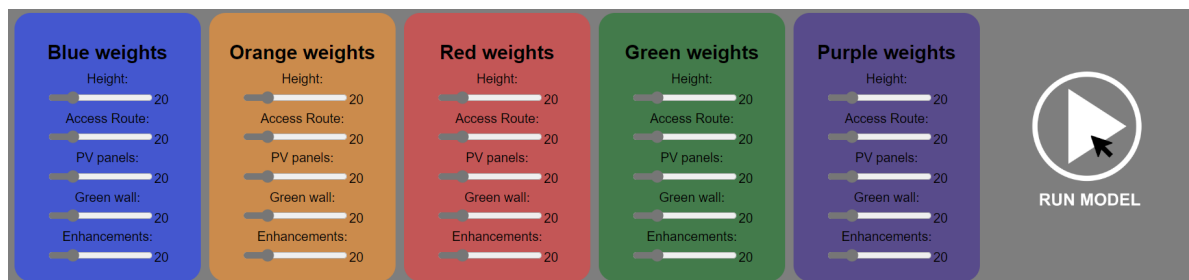 Blue weights
Height:
20
Access Route:
20
PV panels:
20
Green wall:
20
Enhancements:
20
Orange weights
Height:
20
Access Route:
20
PV panels:
20
Green wall:
20
Enhancements:
20
Red weights
Height:
20
Access Route:
20
PV panels:
20
Green wall:
20
Enhancements:
20
Green weights
Height:
20
Access Route:
20
PV panels:
20
Green wall:
20
Enhancements:
20
Purple weights
Height:
20
Access Route:
20
PV panels:
20
Green wall:
20
Enhancements:
20
RUN MODEL